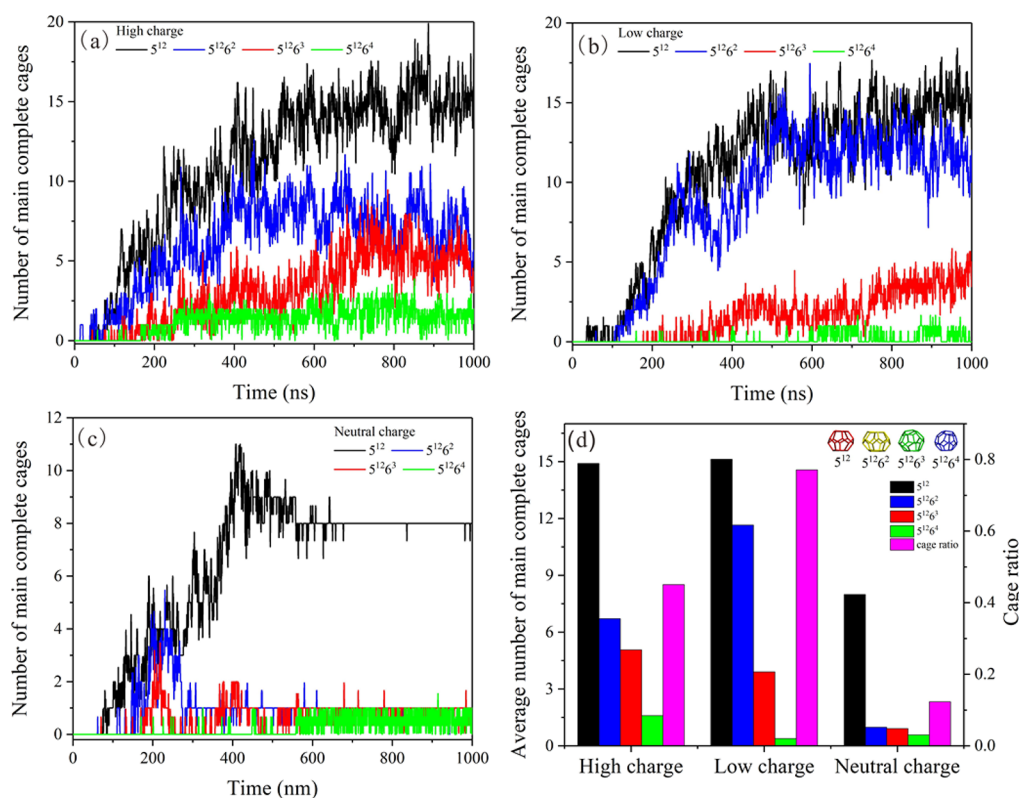 (a)
High charge
5¹² 5¹²6² 5¹²6³ 5¹²6⁴
Number of main complete cages
20
15
10
5
0
0 200 400 600 800 1000
Time (ns)
(b)
Low charge
5¹² 5¹²6² 5¹²6³ 5¹²6⁴
Number of main complete cages
20
15
10
5
0
0 200 400 600 800 1000
Time (ns)
(c)
Neutral charge
5¹² 5¹²6²
5¹²6³ 5¹²6⁴
Number of main complete cages
12
10
8
6
4
2
0
0 200 400 600 800 1000
Time (nm)
(d)
5¹² 5¹²6² 5¹²6³ 5¹²6⁴
5¹²
5¹²6²
5¹²6³
5¹²6⁴
cage ratio
Average number of main complete cages
15
12
9
6
3
0
0.8
0.6
0.4
0.2
0.0
Cage ratio
High charge Low charge Neutral charge